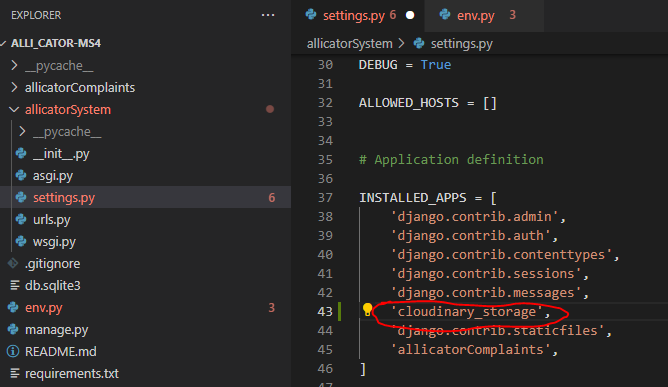 EXPLORER
...
ALLI_CATOR-MS4
__pycache__
allicatorComplaints
allicatorSystem
__pycache__
__init__.py
asgi.py
settings.py 6
urls.py
wsgi.py
.gitignore
db.sqlite3
env.py 3
manage.py
README.md
requirements.txt
settings.py 6
env.py 3
allicatorSystem > settings.py
30 DEBUG = True
31
32 ALLOWED_HOSTS = []
33
34
35 # Application definition
36
37 INSTALLED_APPS = [
38 'django.contrib.admin',
39 'django.contrib.auth',
40 'django.contrib.contenttypes',
41 'django.contrib.sessions',
42 'django.contrib.messages',
43 'cloudinary_storage',
44 'django.contrib.staticfiles',
45 'allicatorComplaints',
46 ]
47